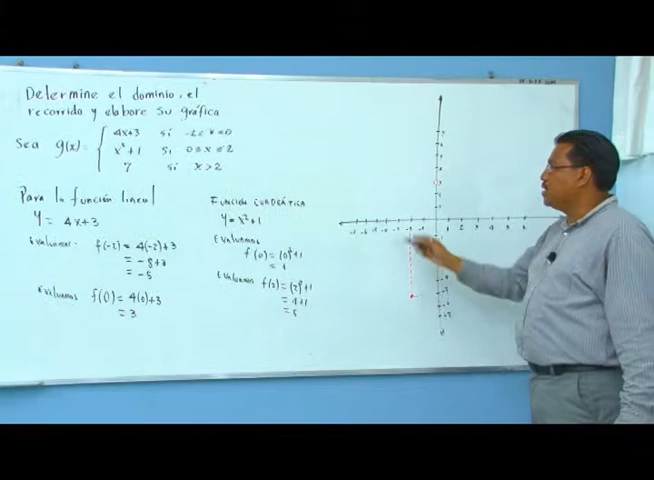 Determine el dominio, el
recorrido y elabore su gráfica
Sea g(x)=
4x+3 si -2≤x<0
x²+1 si 0≤x≤2
7 si x>2
Para la función lineal
y= 4x+3
Evaluamos f(-2)=4(-2)+3
= -8+3
= -5
Evaluamos f(0)=4(0)+3
= 3
Función cuadrática
y=x²+1
Evaluamos
f(0)=(0)²+1
= 1
Evaluamos f(2)=(2)²+1
= 4+1
= 5